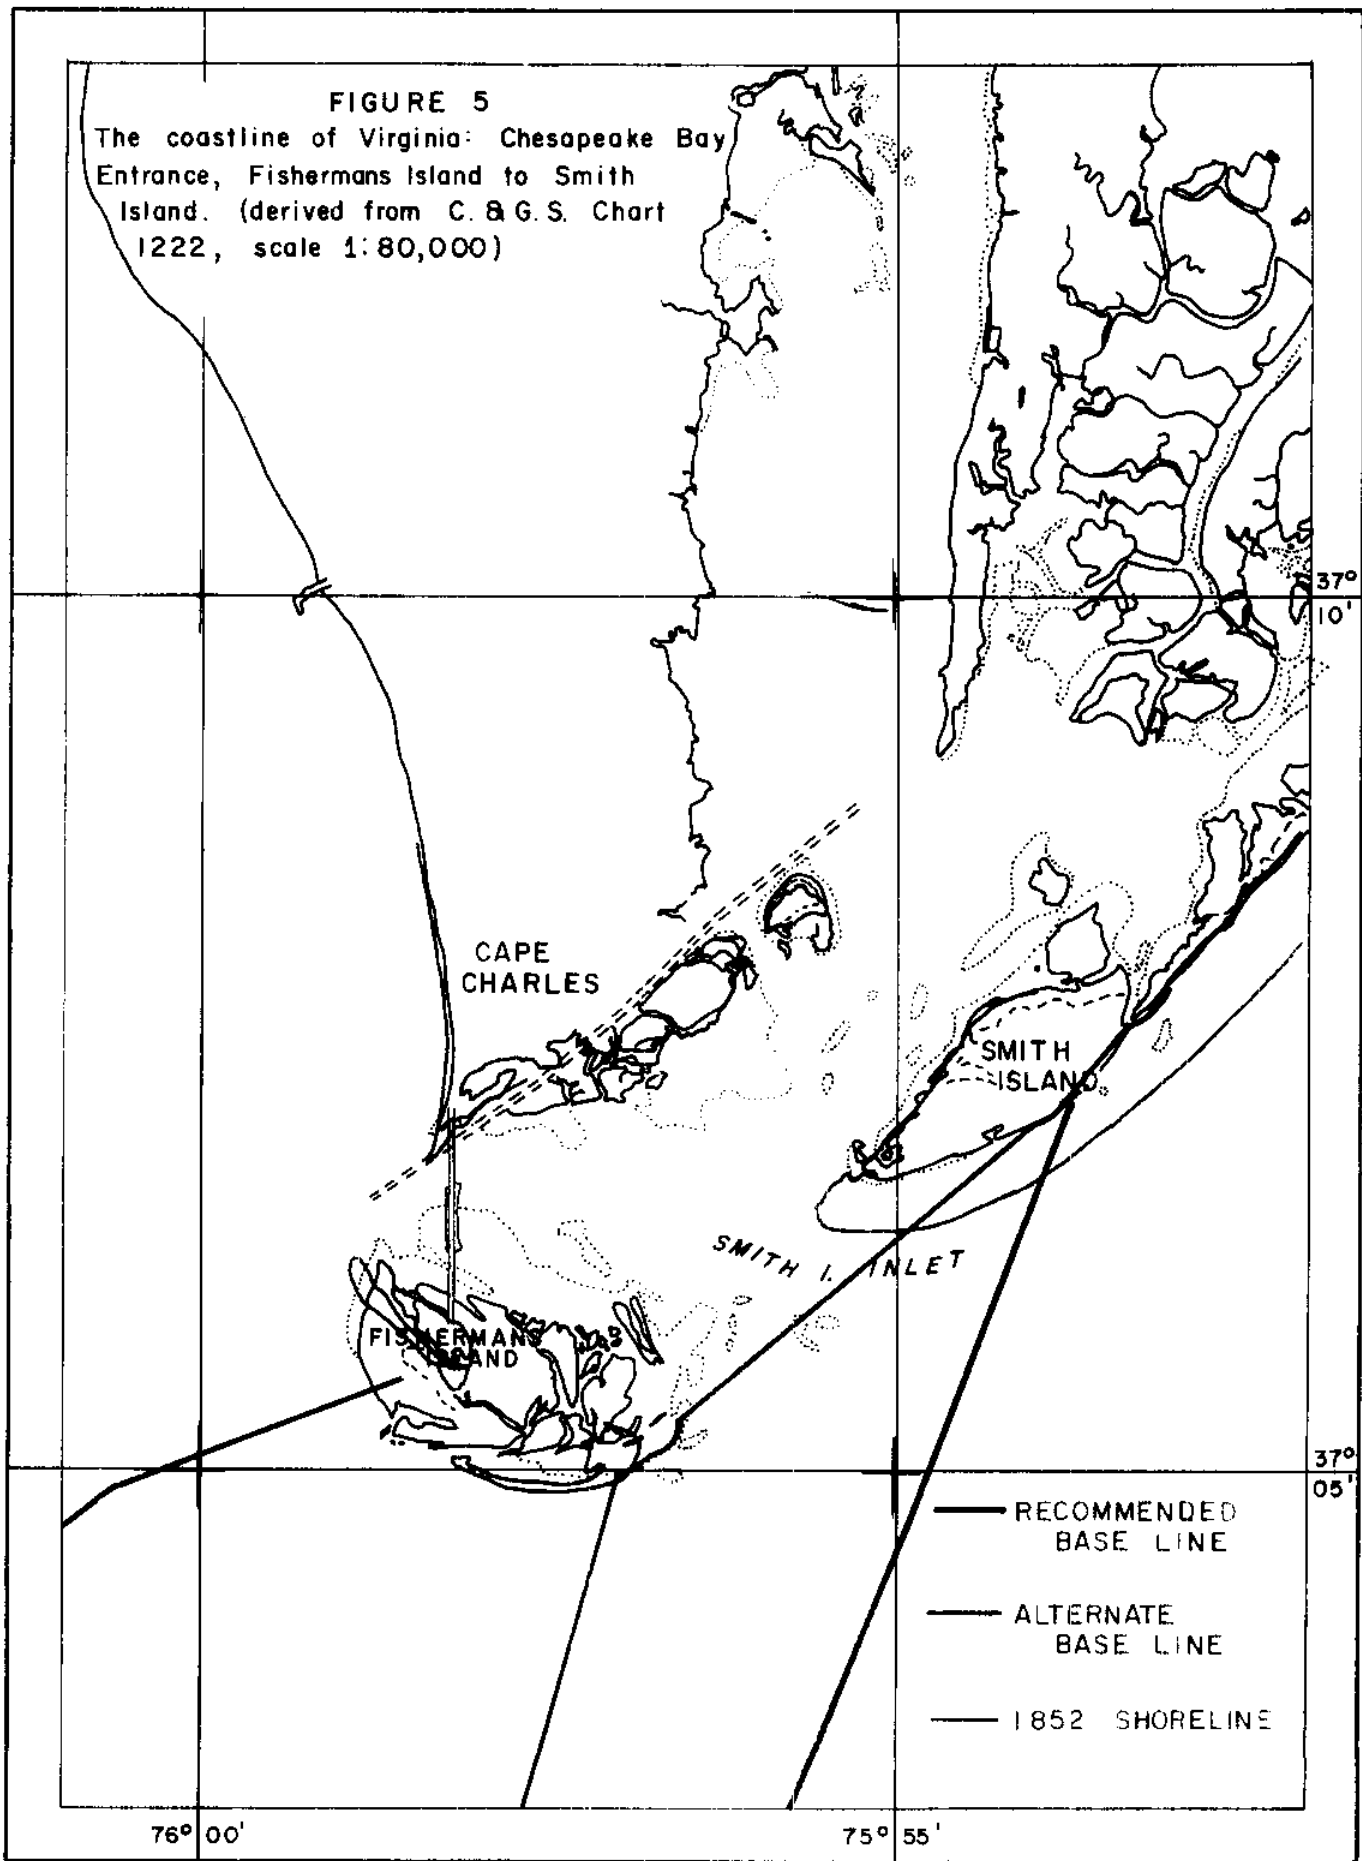 FIGURE 5
The coastline of Virginia: Chesapeake Bay
Entrance, Fishermans Island to Smith
Island. (derived from C. & G. S. Chart
1222, scale 1:80,000)
37°
10'
CAPE
CHARLES
SMITH
ISLAND
SMITH I. INLET
FISHERMANS
ISLAND
37°
05'
RECOMMENDED
BASE LINE
ALTERNATE
BASE LINE
1852 SHORELINE
76° 00'
75° 55'